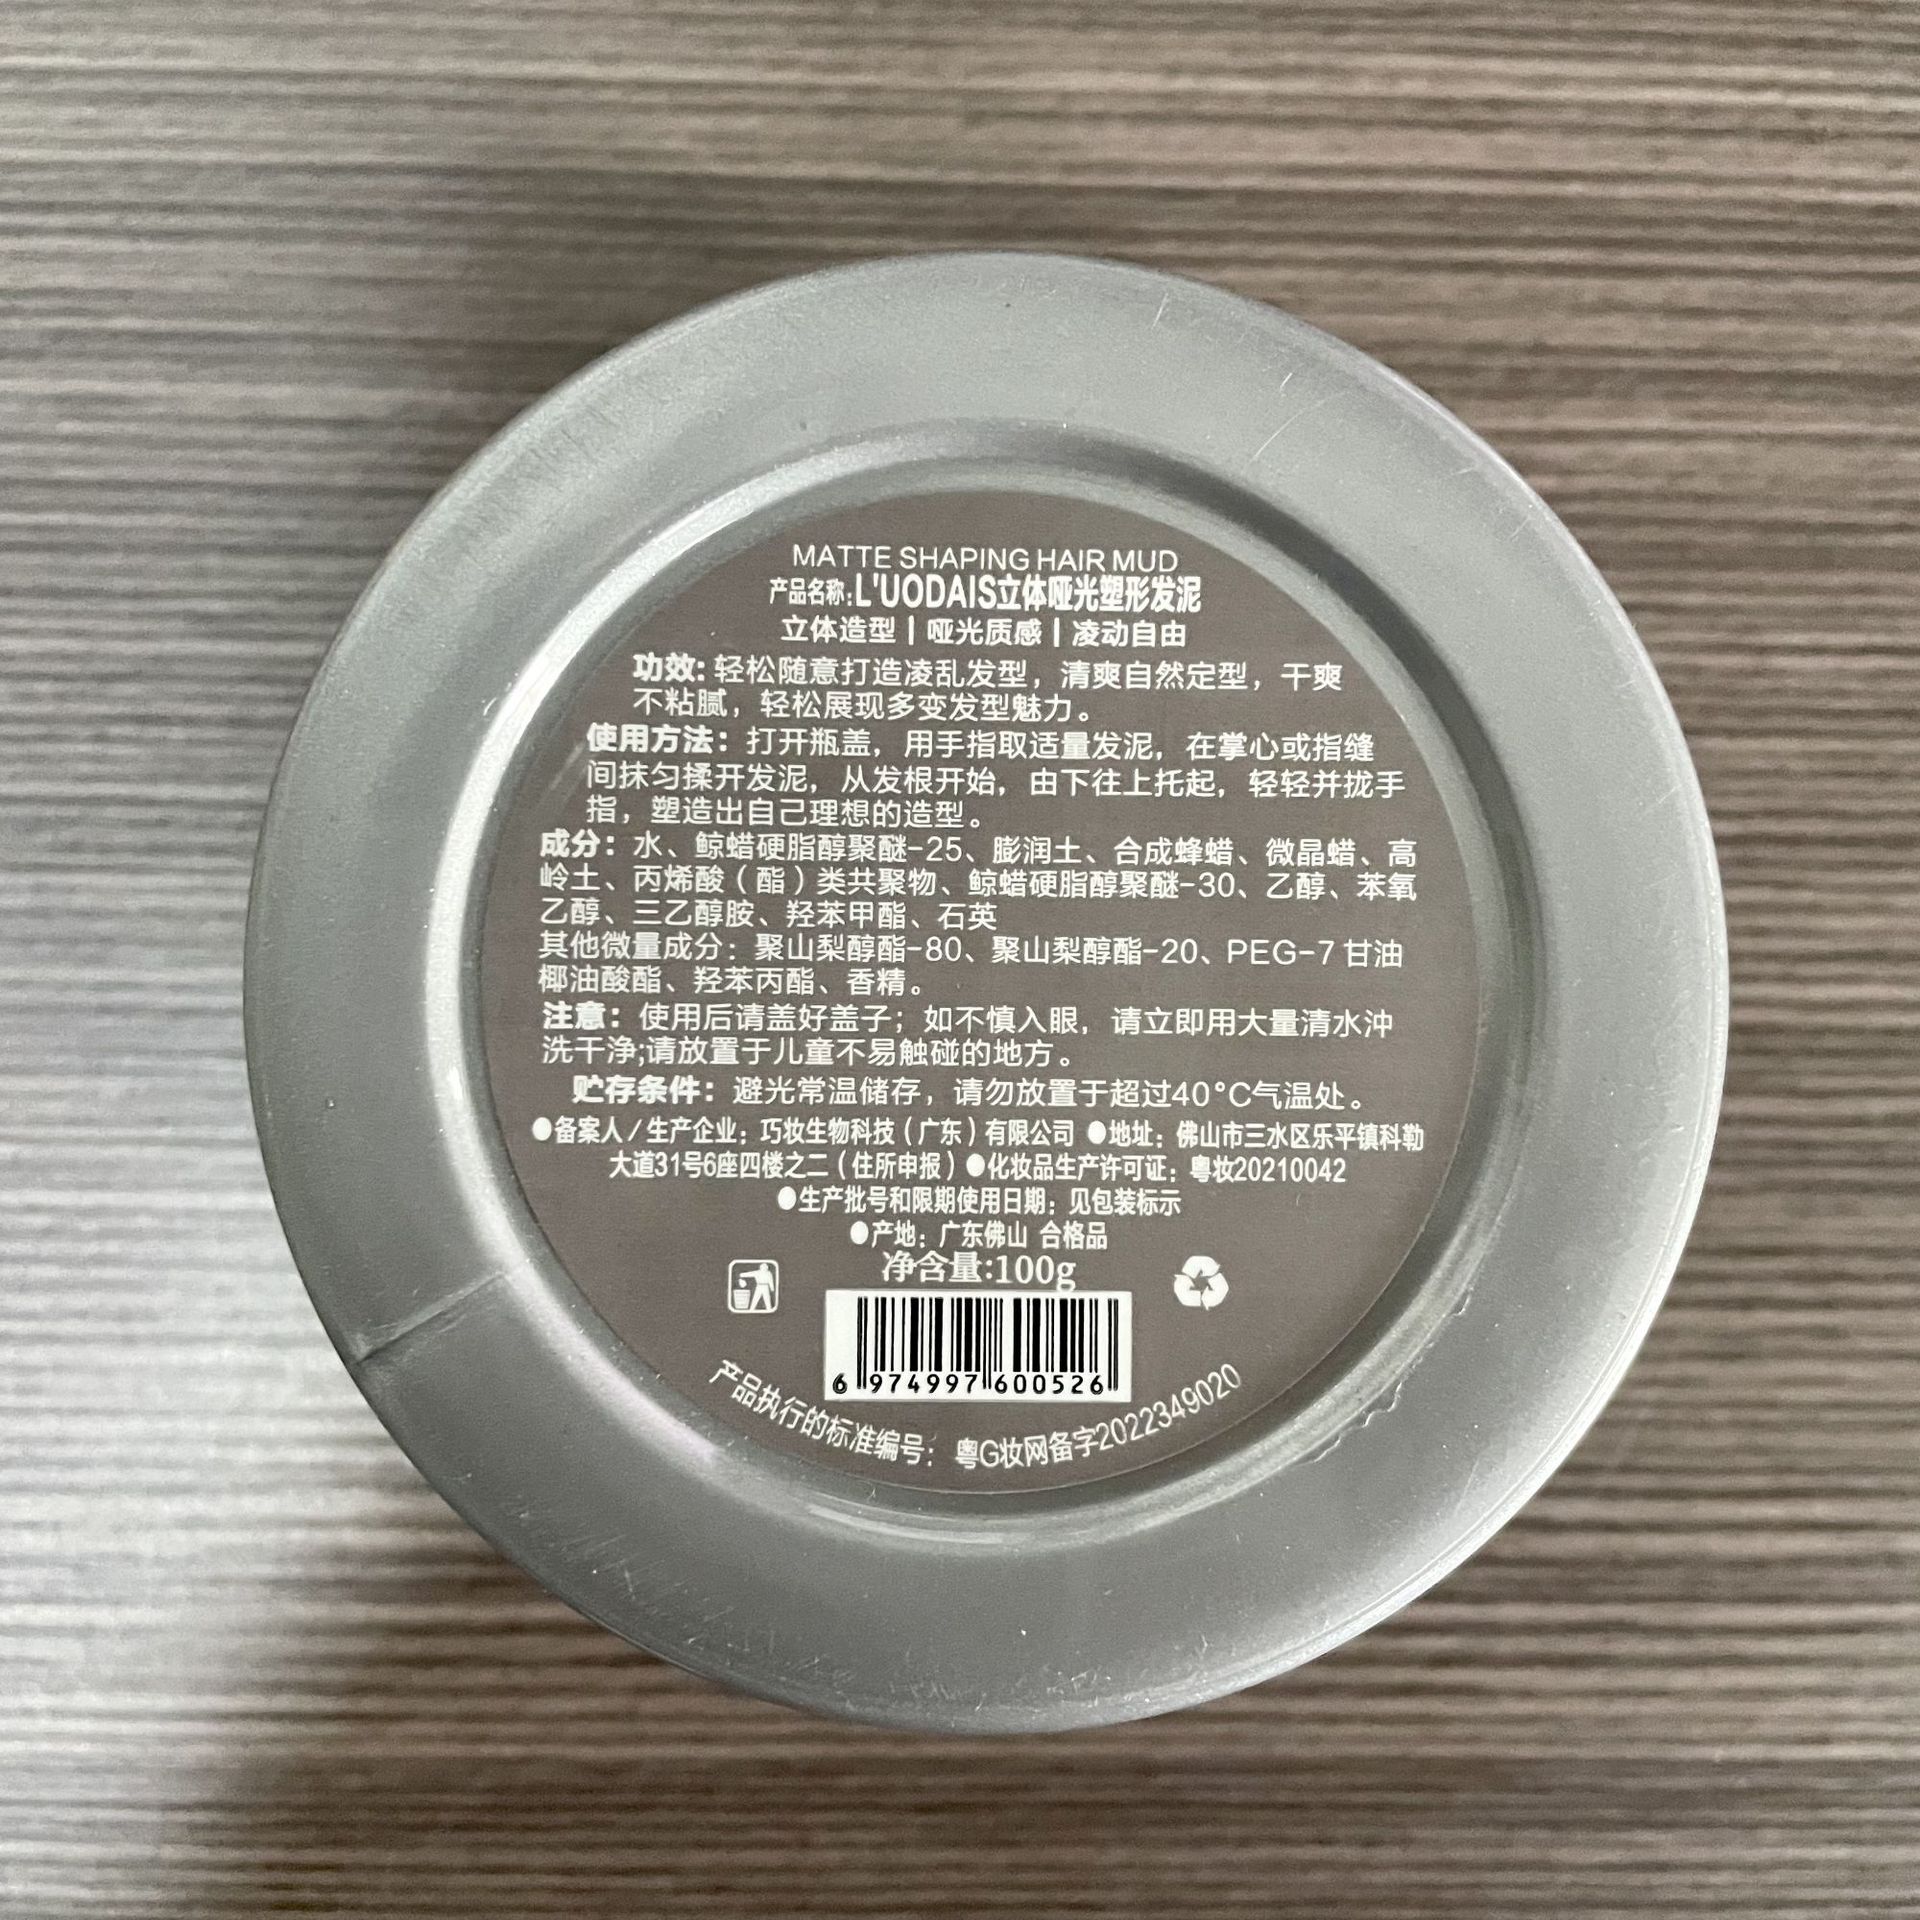 MATTE SHAPING HAIR MUD
产品名称:L'UODAIS立体哑光塑形发泥
立体造型丨哑光质感丨凌动自由
功效: 轻松随意打造凌乱发型，清爽自然定型，干爽
不粘腻，轻松展现多变发型魅力。
使用方法：打开瓶盖，用手指取适量发泥，在掌心或指缝
间抹匀揉开发泥，从发根开始，由下往上托起，轻轻并拢手
指，塑造出自己理想的造型。
成分：水、鲸蜡硬脂醇聚醚-25、膨润土、合成蜂蜡、微晶蜡、高
岭土、丙烯酸（酯）类共聚物、鲸蜡硬脂醇聚醚-30、乙醇、苯氧
乙醇、三乙醇胺、羟苯甲酯、石英
其他微量成分：聚山梨醇酯-80、聚山梨醇酯-20、PEG-7 甘油
椰油酸酯、羟苯丙酯、香精。
注意：使用后请盖好盖子；如不慎入眼，请立即用大量清水冲
洗干净;请放置于儿童不易触碰的地方。
贮存条件：避光常温储存，请勿放置于超过40°C气温处。
●备案人/生产企业：巧妆生物科技（广东）有限公司 ●地址：佛山市三水区乐平镇科勒
大道31号6座四楼之二（住所申报）●化妆品生产许可证：粤妆20210042
●生产批号和限期使用日期：见包装标示
●产地：广东佛山 合格品
净含量:100g
6 974997 600526
产品执行的标准编号：粤G妆网备字2022349020